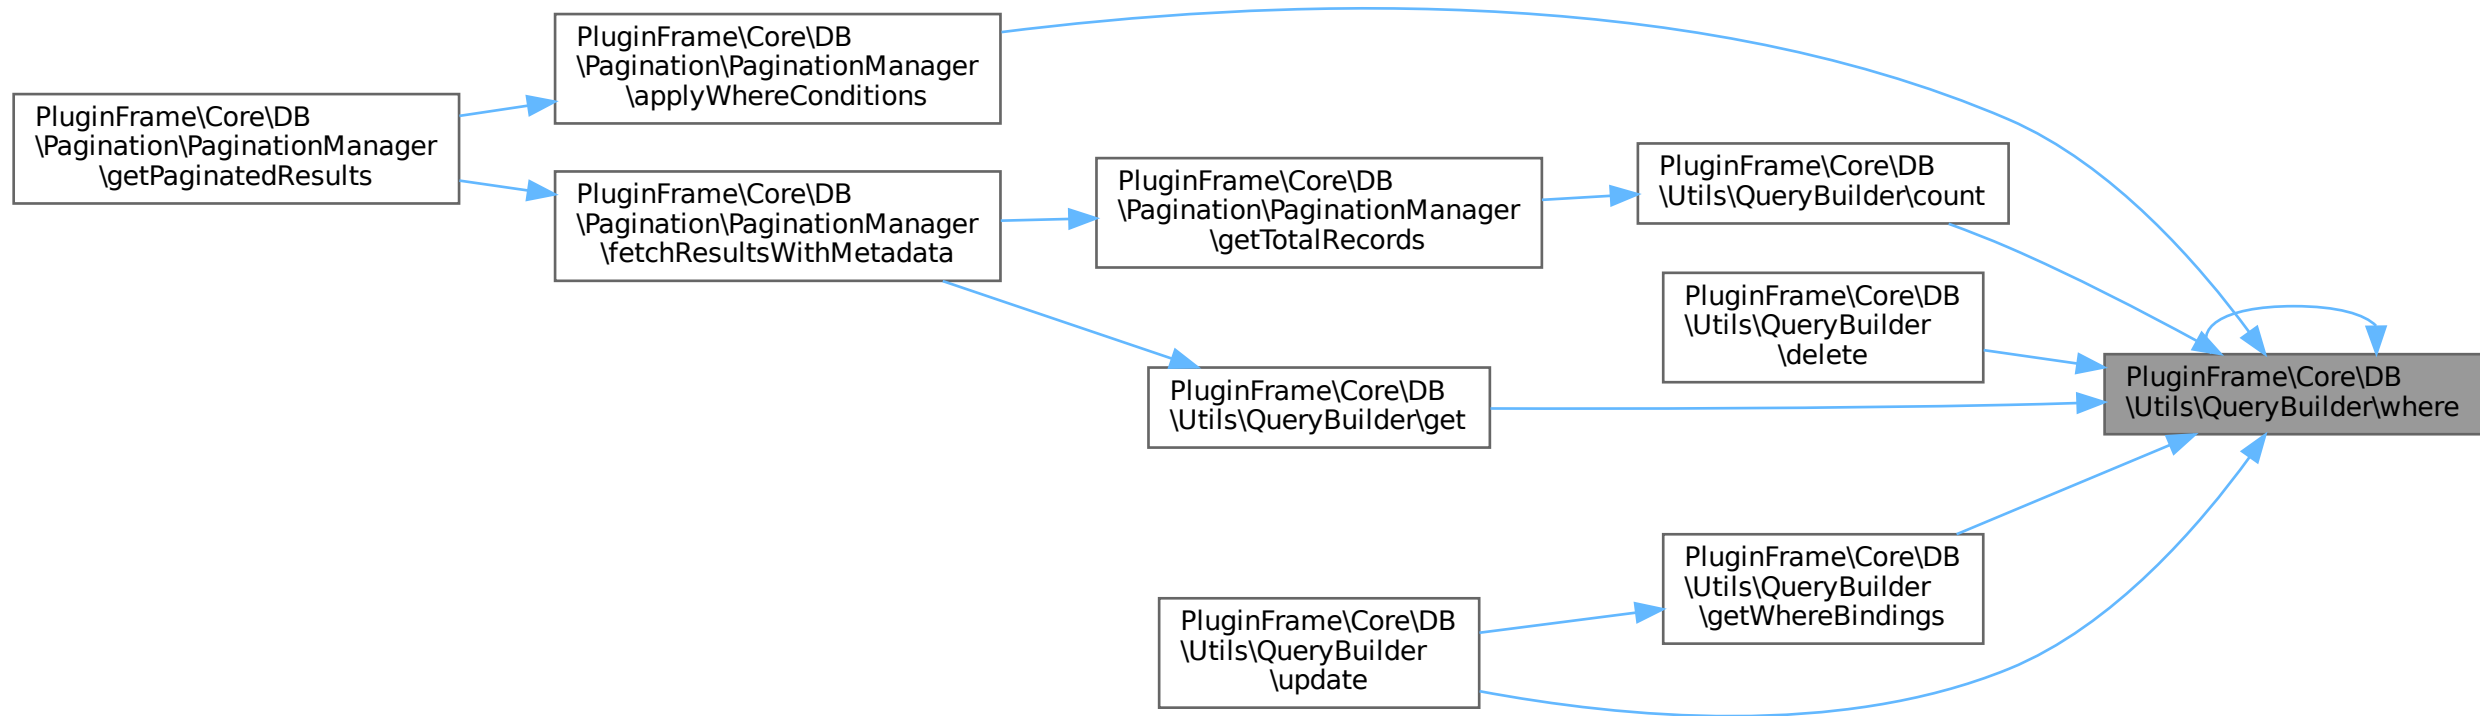 PluginFrame\Core\DB
\Pagination\PaginationManager
\applyWhereConditions
PluginFrame\Core\DB
\Pagination\PaginationManager
\getPaginatedResults
PluginFrame\Core\DB
\Pagination\PaginationManager
\fetchResultsWithMetadata
PluginFrame\Core\DB
\Pagination\PaginationManager
\getTotalRecords
PluginFrame\Core\DB
\Utils\QueryBuilder\count
PluginFrame\Core\DB
\Utils\QueryBuilder
\delete
PluginFrame\Core\DB
\Utils\QueryBuilder\get
PluginFrame\Core\DB
\Utils\QueryBuilder\where
PluginFrame\Core\DB
\Utils\QueryBuilder
\getWhereBindings
PluginFrame\Core\DB
\Utils\QueryBuilder
\update